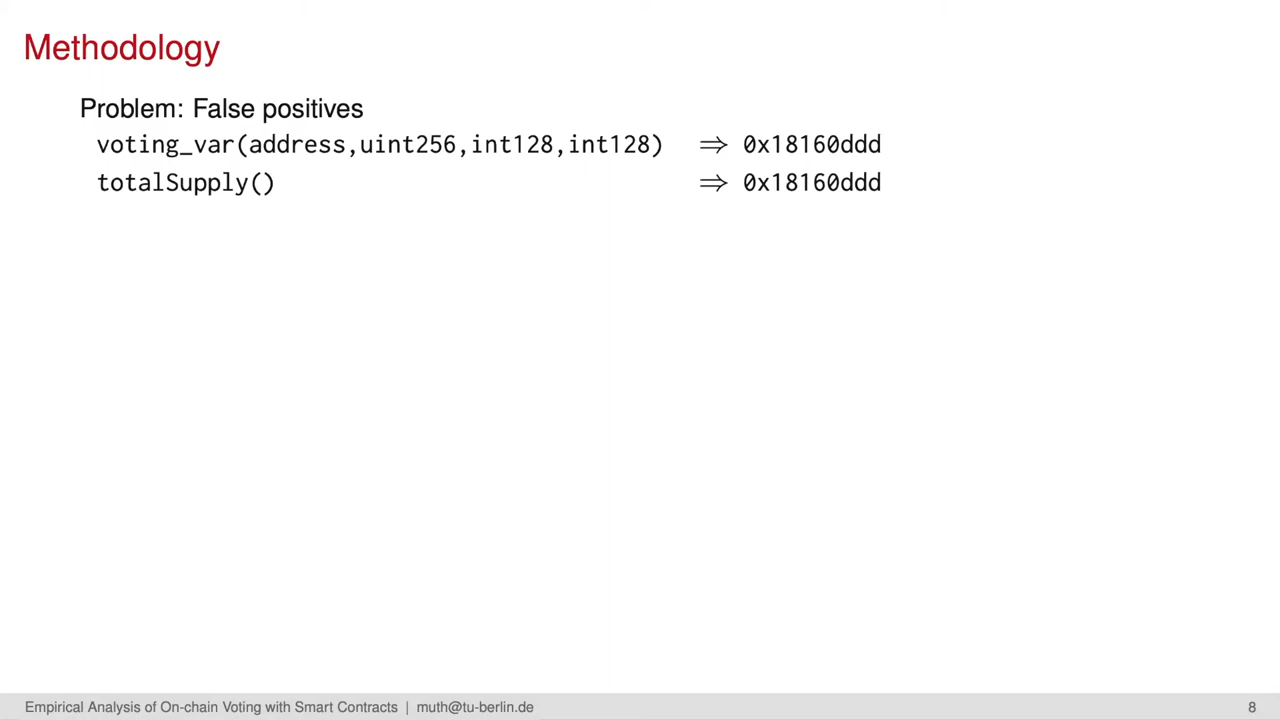 Methodology
Problem: False positives
voting_var(address,uint256,int128,int128) ⇒ 0x18160ddd
totalSupply() ⇒ 0x18160ddd
Empirical Analysis of On-chain Voting with Smart Contracts | muth@tu-berlin.de 8